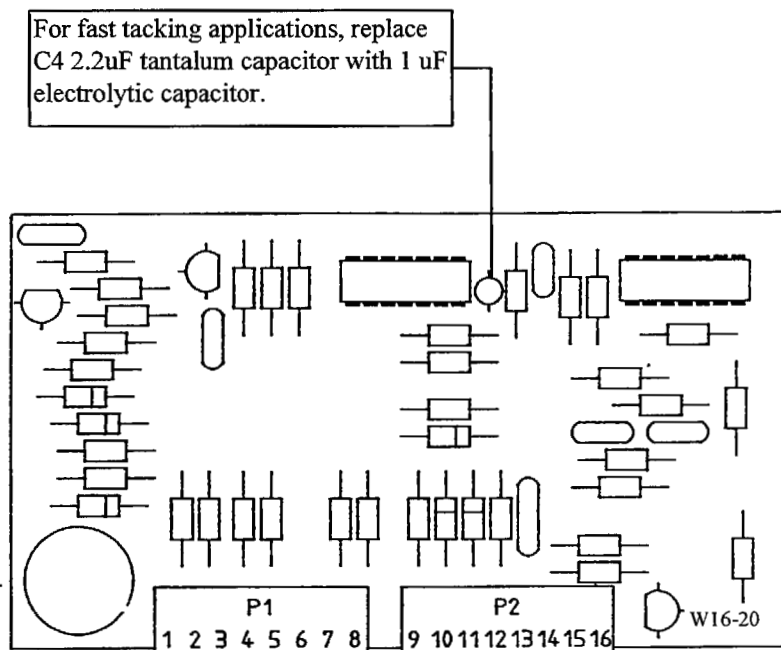 For fast tacking applications, replace
C4 2.2uF tantalum capacitor with 1 uF
electrolytic capacitor.
P1 P2
1 2 3 4 5 6 7 8 9 10 11 12 13 14 15 16
W16-20